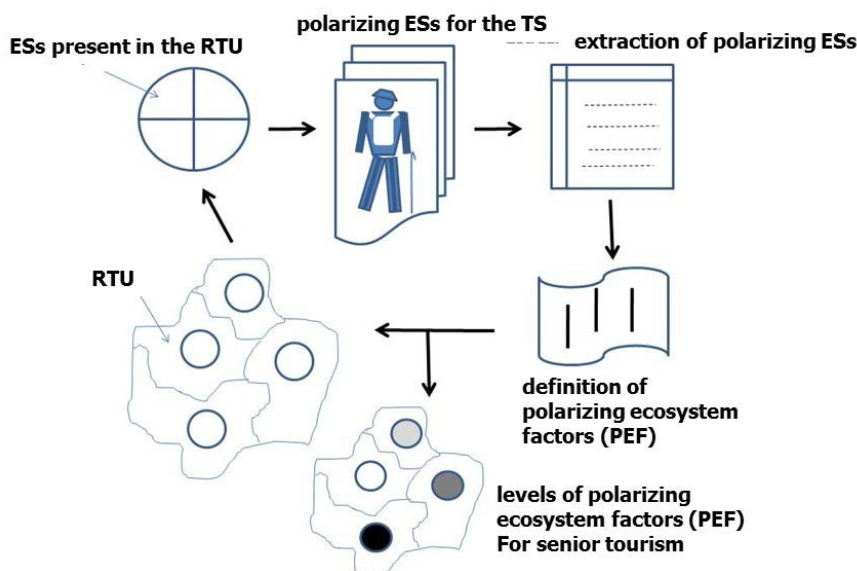 polarizing ESs for the TS
ESs present in the RTU
extraction of polarizing ESs
RTU
definition of
polarizing ecosystem
factors (PEF)
levels of polarizing
ecosystem factors (PEF)
For senior tourism